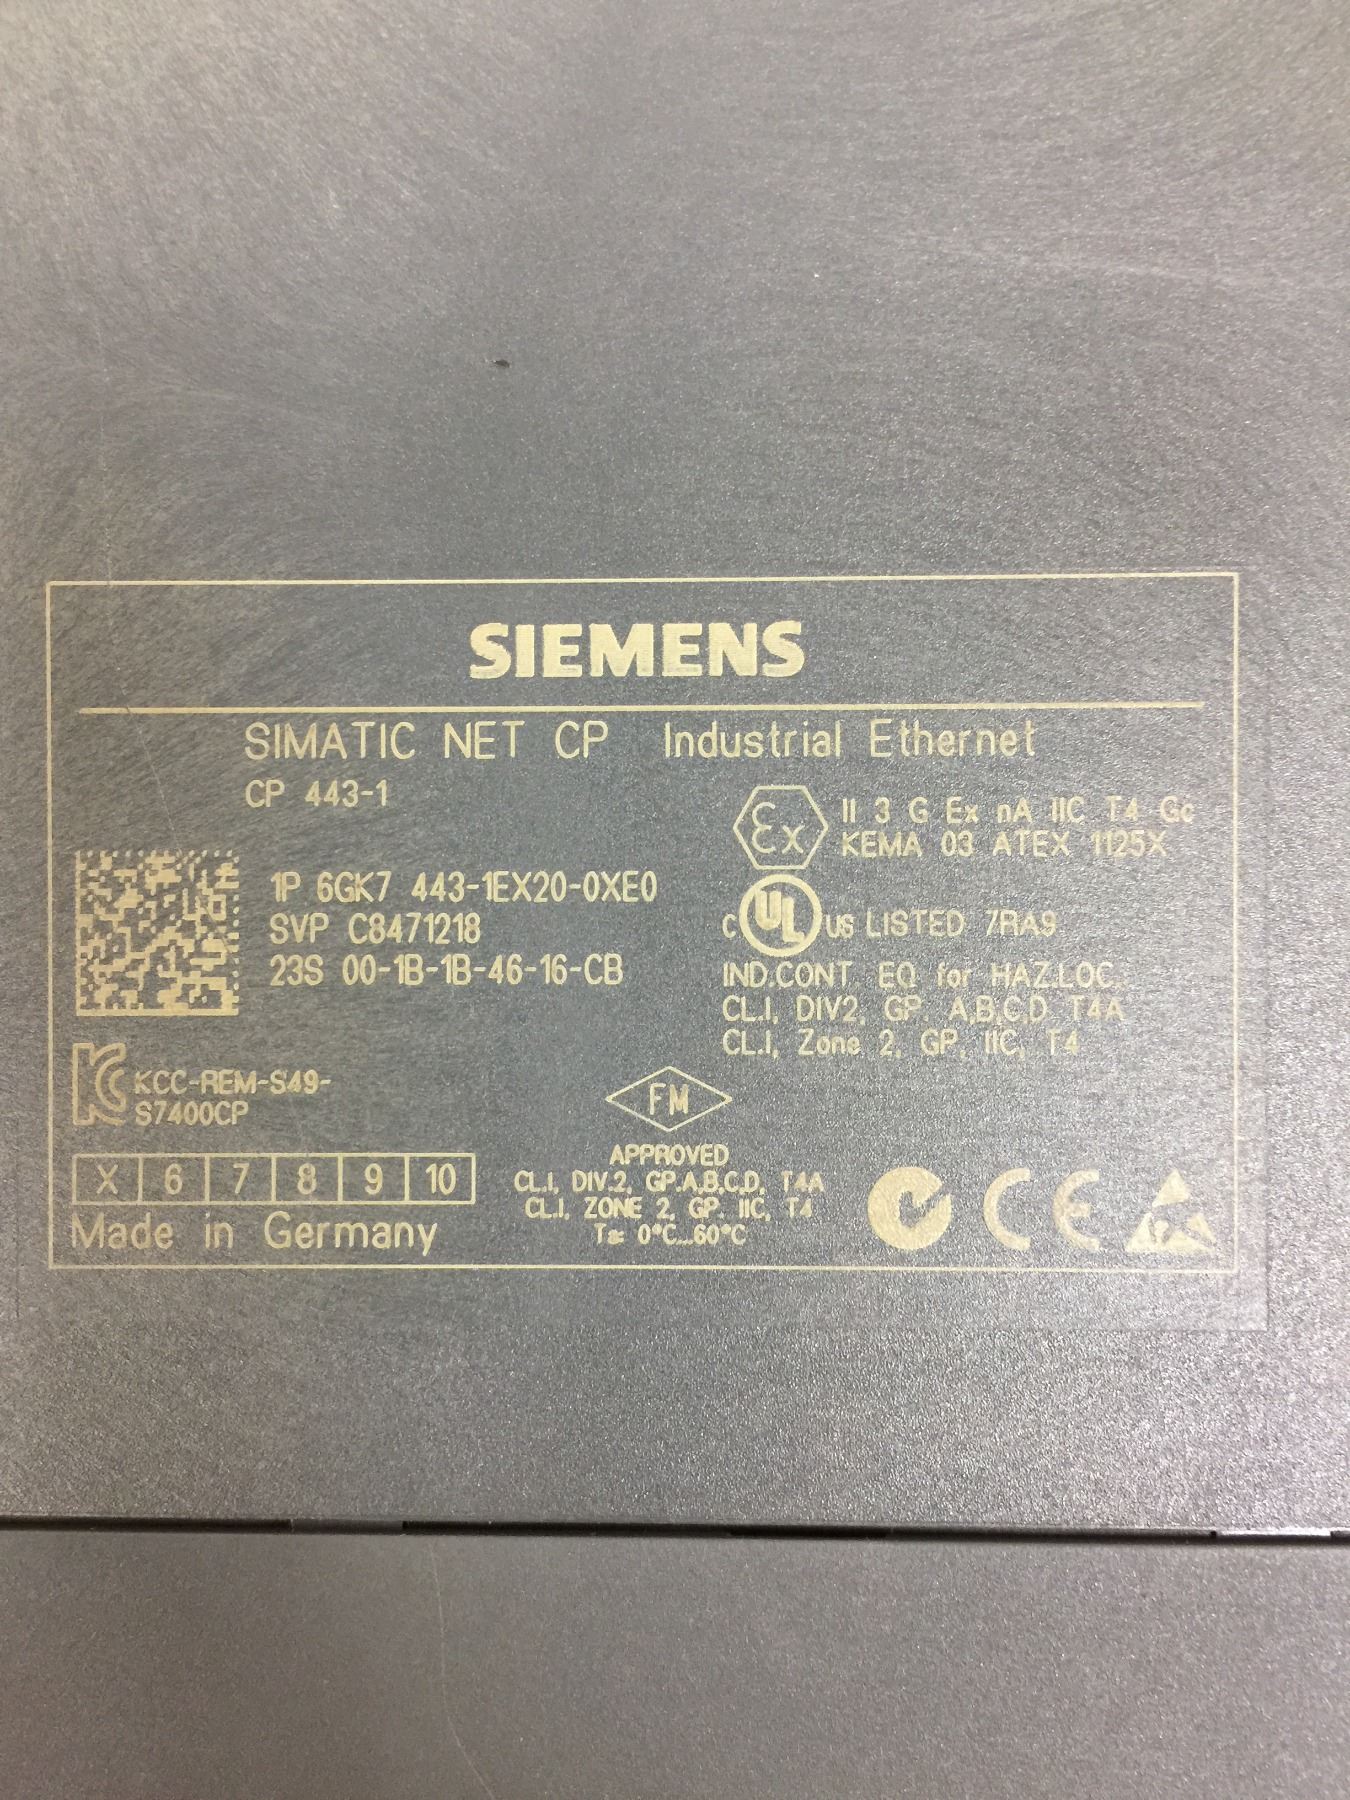 SIEMENS
SIMATIC NET CP Industrial Ethernet
CP 443-1
Ex II 3 G Ex nA IIC T4 Gc
KEMA 03 ATEX 1125X
1P 6GK7 443-1EX20-0XE0
SVP C8471218
23S 00-1B-1B-46-16-CB
c UL us LISTED 7RA9
IND.CONT. EQ for HAZ.LOC.
CL.I, DIV2, GP. A,B,C,D T4A
CL.I, Zone 2, GP, IIC, T4
KCC-REM-S49-
S7400CP
FM
APPROVED
CL.I, DIV.2, GP.A,B,C,D, T4A
CL.I, ZONE 2, GP. IIC, T4
Ta: 0°C...60°C
X 6 7 8 9 10
Made in Germany
CE